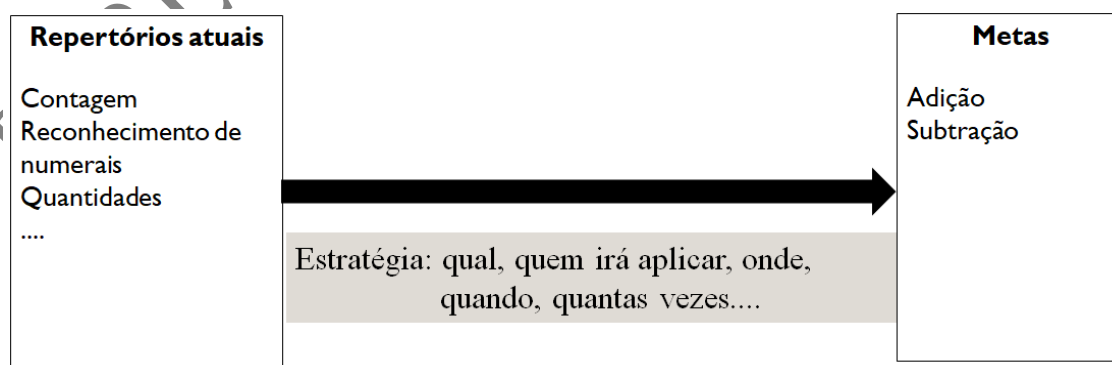 Repertórios atuais
Contagem
Reconhecimento de
numerais
Quantidades
....
Estratégia: qual, quem irá aplicar, onde,
quando, quantas vezes....
Metas
Adição
Subtração